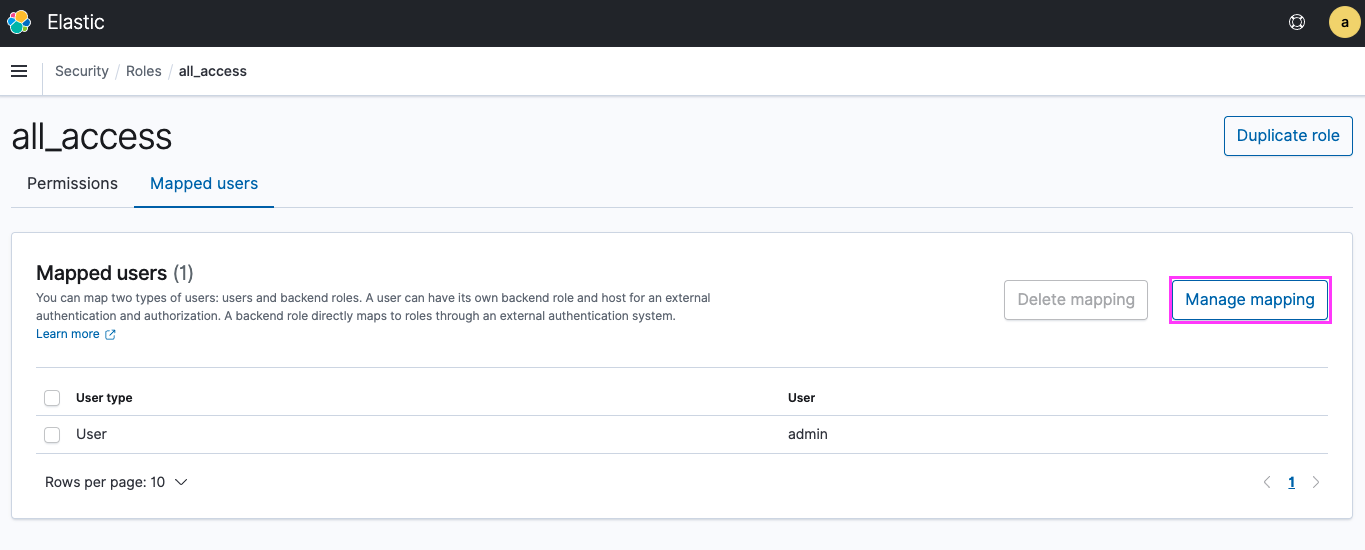 Elastic
a
Security / Roles / all_access
all_access
Duplicate role
Permissions
Mapped users
Mapped users (1)
You can map two types of users: users and backend roles. A user can have its own backend role and host for an external
authentication and authorization. A backend role directly maps to roles through an external authentication system.
Learn more
Delete mapping
Manage mapping
User type
User
User
admin
Rows per page: 10
1